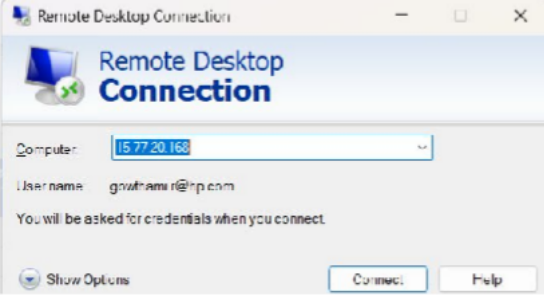 Remote Desktop Connection
Remote Desktop
Connection
Computer: 15.77.20.168
User name: gowthamur@hp.com
You will be asked for credentials when you connect.
Show Options
Connect
Help